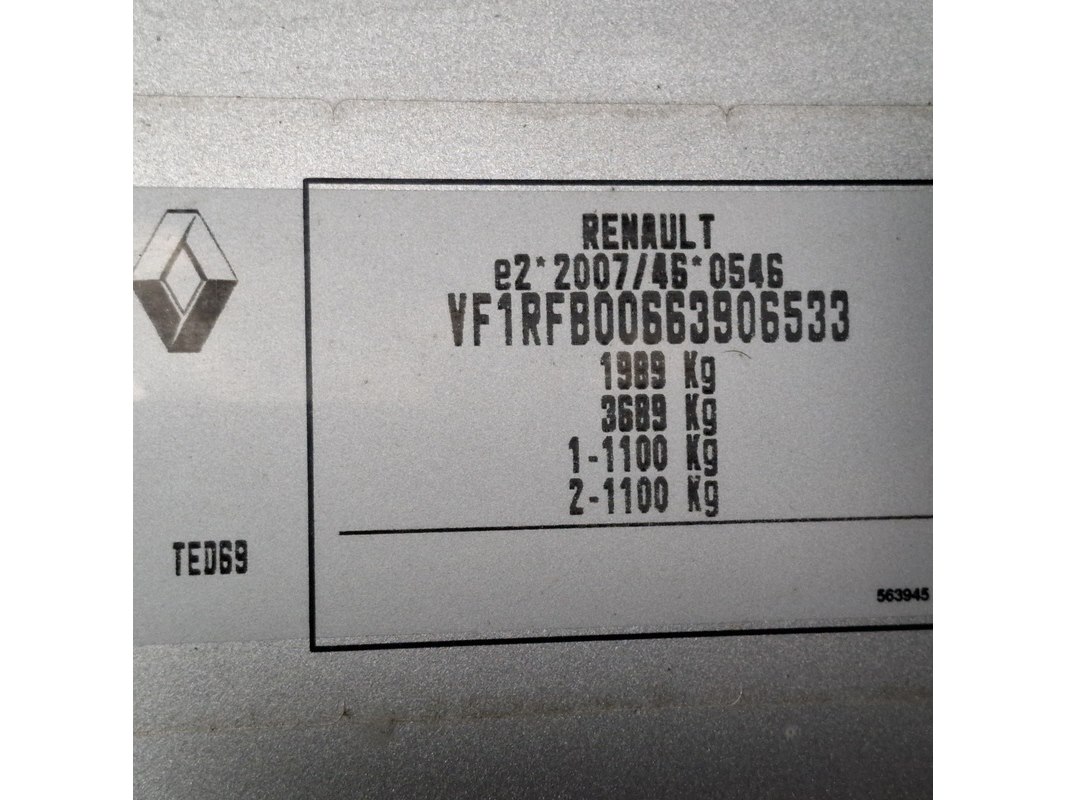 RENAULT
e2*2007/46*0546
VF1RFB00663906533
1989 Kg
3689 Kg
1-1100 Kg
2-1100 Kg
TED69
563945